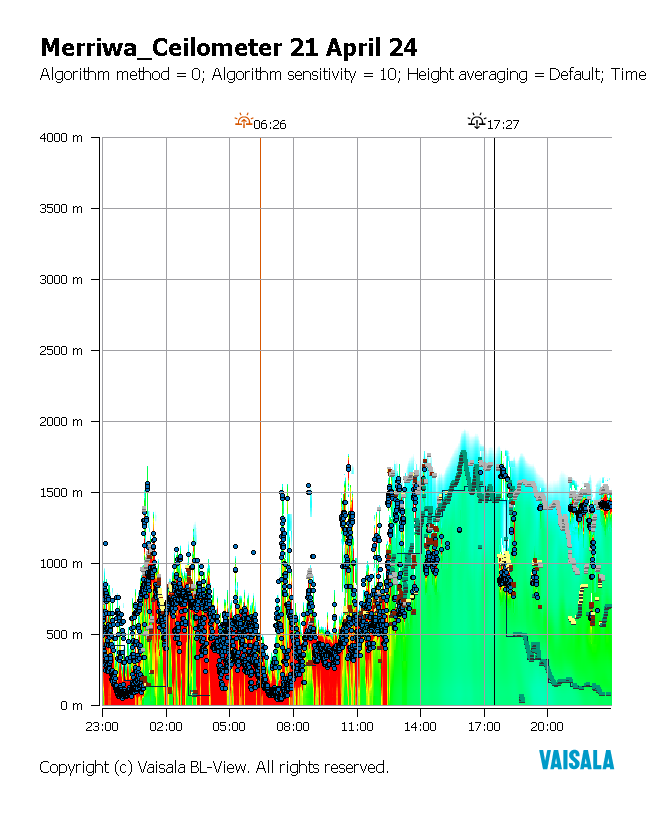 Merriwa_Ceilometer 21 April 24
Algorithm method = 0; Algorithm sensitivity = 10; Height averaging = Default; Time
06:26 17:27
4000 m
3500 m
3000 m
2500 m
2000 m
1500 m
1000 m
500 m
0 m
23:00 02:00 05:00 08:00 11:00 14:00 17:00 20:00
VAISALA
Copyright (c) Vaisala BL-View. All rights reserved.